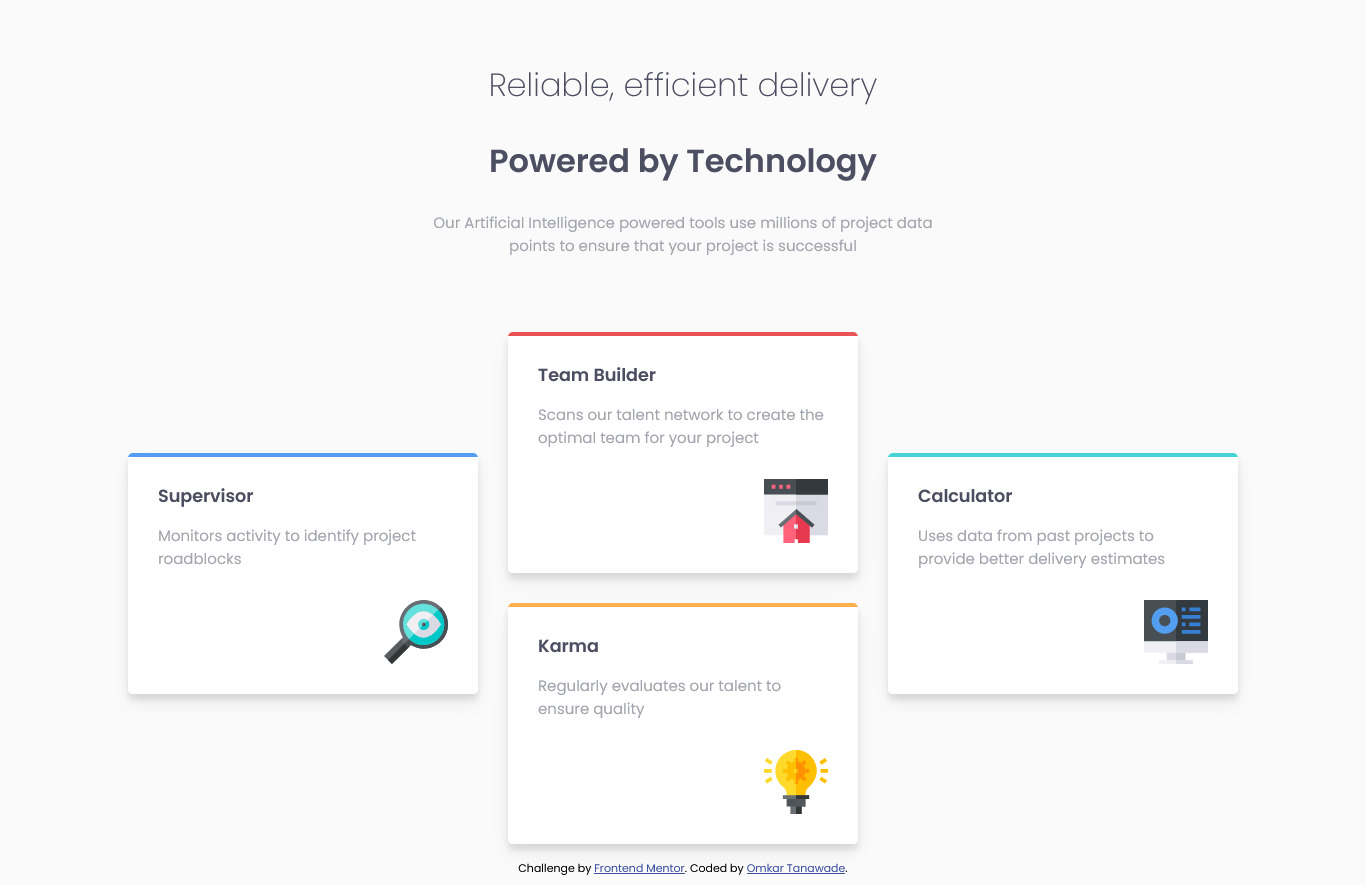 Reliable, efficient delivery
Powered by Technology
Our Artificial Intelligence powered tools use millions of project data
points to ensure that your project is successful
Supervisor
Monitors activity to identify project
roadblocks
Team Builder
Scans our talent network to create the
optimal team for your project
Karma
Regularly evaluates our talent to
ensure quality
Calculator
Uses data from past projects to
provide better delivery estimates
Challenge by Frontend Mentor. Coded by Omkar Tanawade.